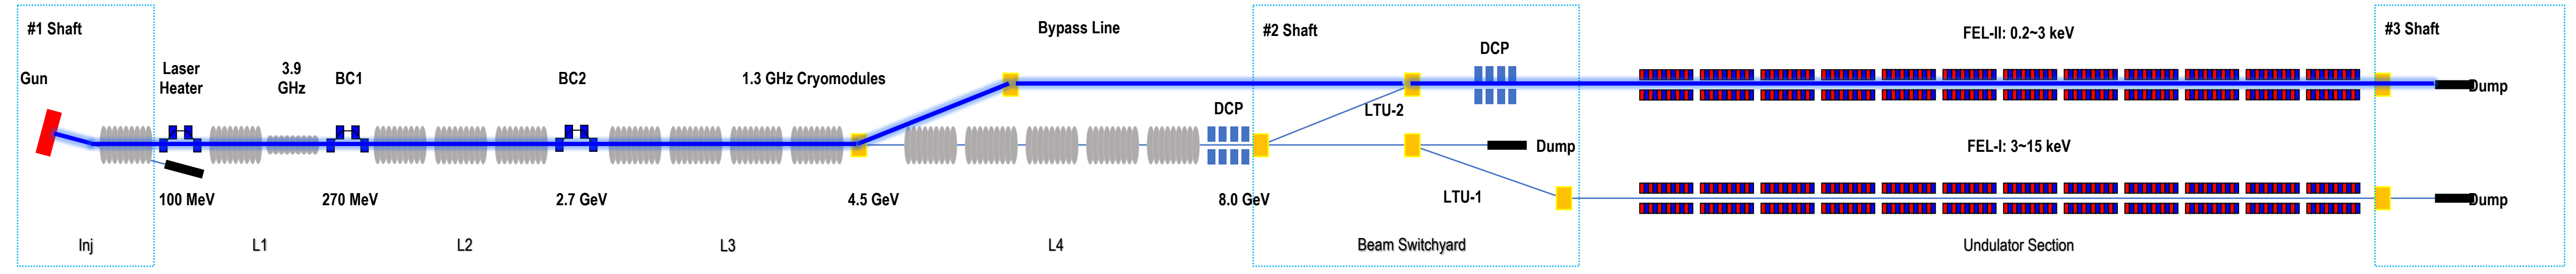 #1 Shaft
Bypass Line
#2 Shaft
FEL-II: 0.2~3 keV
#3 Shaft
Gun
Laser
Heater
3.9
GHz
BC1
BC2
1.3 GHz Cryomodules
DCP
DCP
Dump
LTU-2
Dump
FEL-I: 3~15 keV
100 MeV
270 MeV
2.7 GeV
4.5 GeV
8.0 GeV
LTU-1
Dump
Inj
L1
L2
L3
L4
Beam Switchyard
Undulator Section